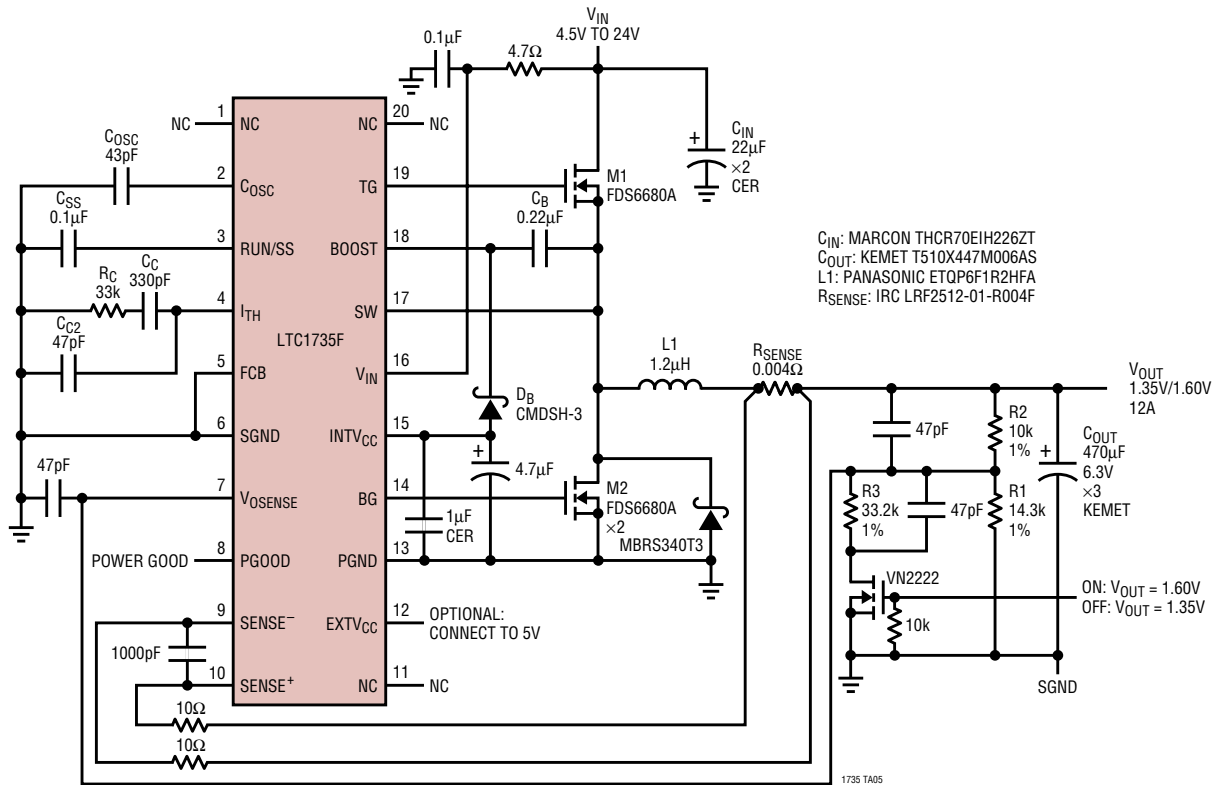 V_IN
4.5V TO 24V
0.1µF
4.7Ω
1
NC
NC
20
NC
NC
C_OSC
43pF
2
C_OSC
TG
19
M1
FDS6680A
C_IN
22µF
×2
CER
C_SS
0.1µF
3
RUN/SS
BOOST
18
C_B
0.22µF
C_IN: MARCON THCR70EIH226ZT
C_OUT: KEMET T510X447M006AS
L1: PANASONIC ETQP6F1R2HFA
R_SENSE: IRC LRF2512-01-R004F
R_C
33k
C_C
330pF
4
I_TH
SW
17
LTC1735F
C_C2
47pF
5
FCB
V_IN
16
L1
1.2µH
R_SENSE
0.004Ω
V_OUT
1.35V/1.60V
12A
D_B
CMDSH-3
6
SGND
INTV_CC
15
4.7µF
47pF
R2
10k
1%
C_OUT
470µF
6.3V
×3
KEMET
47pF
7
V_OSENSE
BG
14
M2
FDS6680A
×2
MBRS340T3
1µF
CER
R3
33.2k
1%
47pF
R1
14.3k
1%
POWER GOOD
8
PGOOD
PGND
13
VN2222
10k
ON: V_OUT = 1.60V
OFF: V_OUT = 1.35V
9
SENSE−
EXTV_CC
12
OPTIONAL:
CONNECT TO 5V
1000pF
10
SENSE+
NC
11
NC
SGND
10Ω
10Ω
1735 TA05